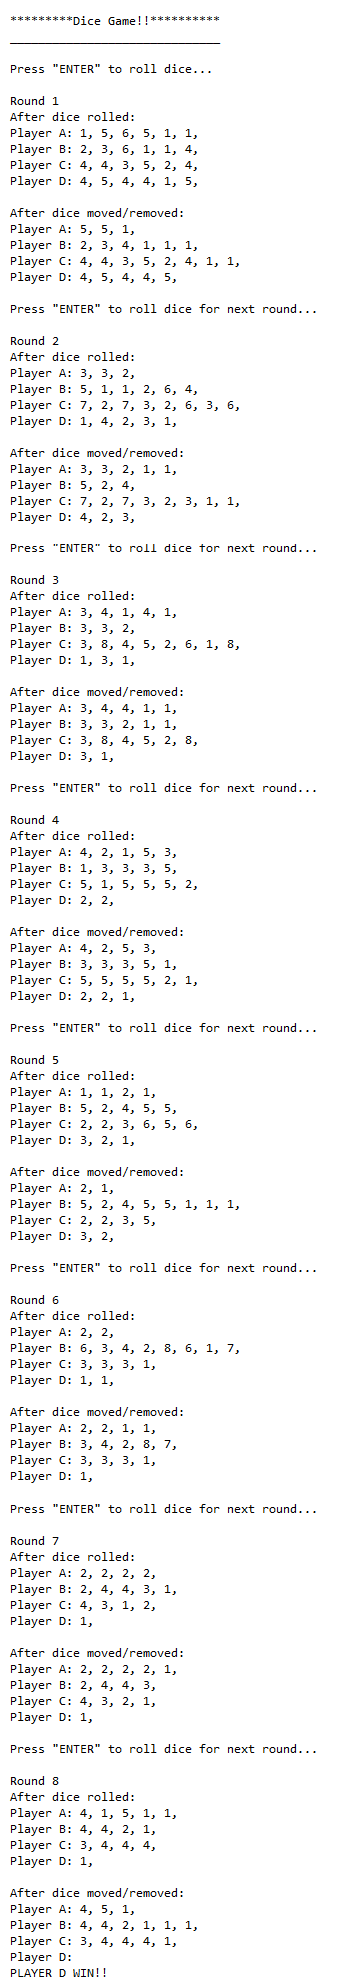 *********Dice Game!!**********
______________________________
Press "ENTER" to roll dice...
Round 1
After dice rolled:
Player A: 1, 5, 6, 5, 1, 1,
Player B: 2, 3, 6, 1, 1, 4,
Player C: 4, 4, 3, 5, 2, 4,
Player D: 4, 5, 4, 4, 1, 5,
After dice moved/removed:
Player A: 5, 5, 1,
Player B: 2, 3, 4, 1, 1, 1,
Player C: 4, 4, 3, 5, 2, 4, 1, 1,
Player D: 4, 5, 4, 4, 5,
Press "ENTER" to roll dice for next round...
Round 2
After dice rolled:
Player A: 3, 3, 2,
Player B: 5, 1, 1, 2, 6, 4,
Player C: 7, 2, 7, 3, 2, 6, 3, 6,
Player D: 1, 4, 2, 3, 1,
After dice moved/removed:
Player A: 3, 3, 2, 1, 1,
Player B: 5, 2, 4,
Player C: 7, 2, 7, 3, 2, 3, 1, 1,
Player D: 4, 2, 3,
Press "ENTER" to roll dice for next round...
Round 3
After dice rolled:
Player A: 3, 4, 1, 4, 1,
Player B: 3, 3, 2,
Player C: 3, 8, 4, 5, 2, 6, 1, 8,
Player D: 1, 3, 1,
After dice moved/removed:
Player A: 3, 4, 4, 1, 1,
Player B: 3, 3, 2, 1, 1,
Player C: 3, 8, 4, 5, 2, 8,
Player D: 3, 1,
Press "ENTER" to roll dice for next round...
Round 4
After dice rolled:
Player A: 4, 2, 1, 5, 3,
Player B: 1, 3, 3, 3, 5,
Player C: 5, 1, 5, 5, 5, 2,
Player D: 2, 2,
After dice moved/removed:
Player A: 4, 2, 5, 3,
Player B: 3, 3, 3, 5, 1,
Player C: 5, 5, 5, 5, 2, 1,
Player D: 2, 2, 1,
Press "ENTER" to roll dice for next round...
Round 5
After dice rolled:
Player A: 1, 1, 2, 1,
Player B: 5, 2, 4, 5, 5,
Player C: 2, 2, 3, 6, 5, 6,
Player D: 3, 2, 1,
After dice moved/removed:
Player A: 2, 1,
Player B: 5, 2, 4, 5, 5, 1, 1, 1,
Player C: 2, 2, 3, 5,
Player D: 3, 2,
Press "ENTER" to roll dice for next round...
Round 6
After dice rolled:
Player A: 2, 2,
Player B: 6, 3, 4, 2, 8, 6, 1, 7,
Player C: 3, 3, 3, 1,
Player D: 1, 1,
After dice moved/removed:
Player A: 2, 2, 1, 1,
Player B: 3, 4, 2, 8, 7,
Player C: 3, 3, 3, 1,
Player D: 1,
Press "ENTER" to roll dice for next round...
Round 7
After dice rolled:
Player A: 2, 2, 2, 2,
Player B: 2, 4, 4, 3, 1,
Player C: 4, 3, 1, 2,
Player D: 1,
After dice moved/removed:
Player A: 2, 2, 2, 2, 1,
Player B: 2, 4, 4, 3,
Player C: 4, 3, 2, 1,
Player D: 1,
Press "ENTER" to roll dice for next round...
Round 8
After dice rolled:
Player A: 4, 1, 5, 1, 1,
Player B: 4, 4, 2, 1,
Player C: 3, 4, 4, 4,
Player D: 1,
After dice moved/removed:
Player A: 4, 5, 1,
Player B: 4, 4, 2, 1, 1, 1,
Player C: 3, 4, 4, 4, 1,
Player D:
PLAYER D WIN!!